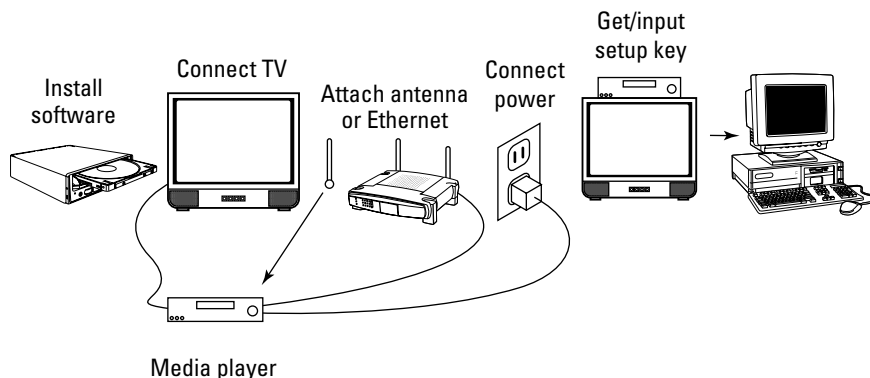 Install
software
Connect TV
Attach antenna
or Ethernet
Connect
power
Get/input
setup key
Media player